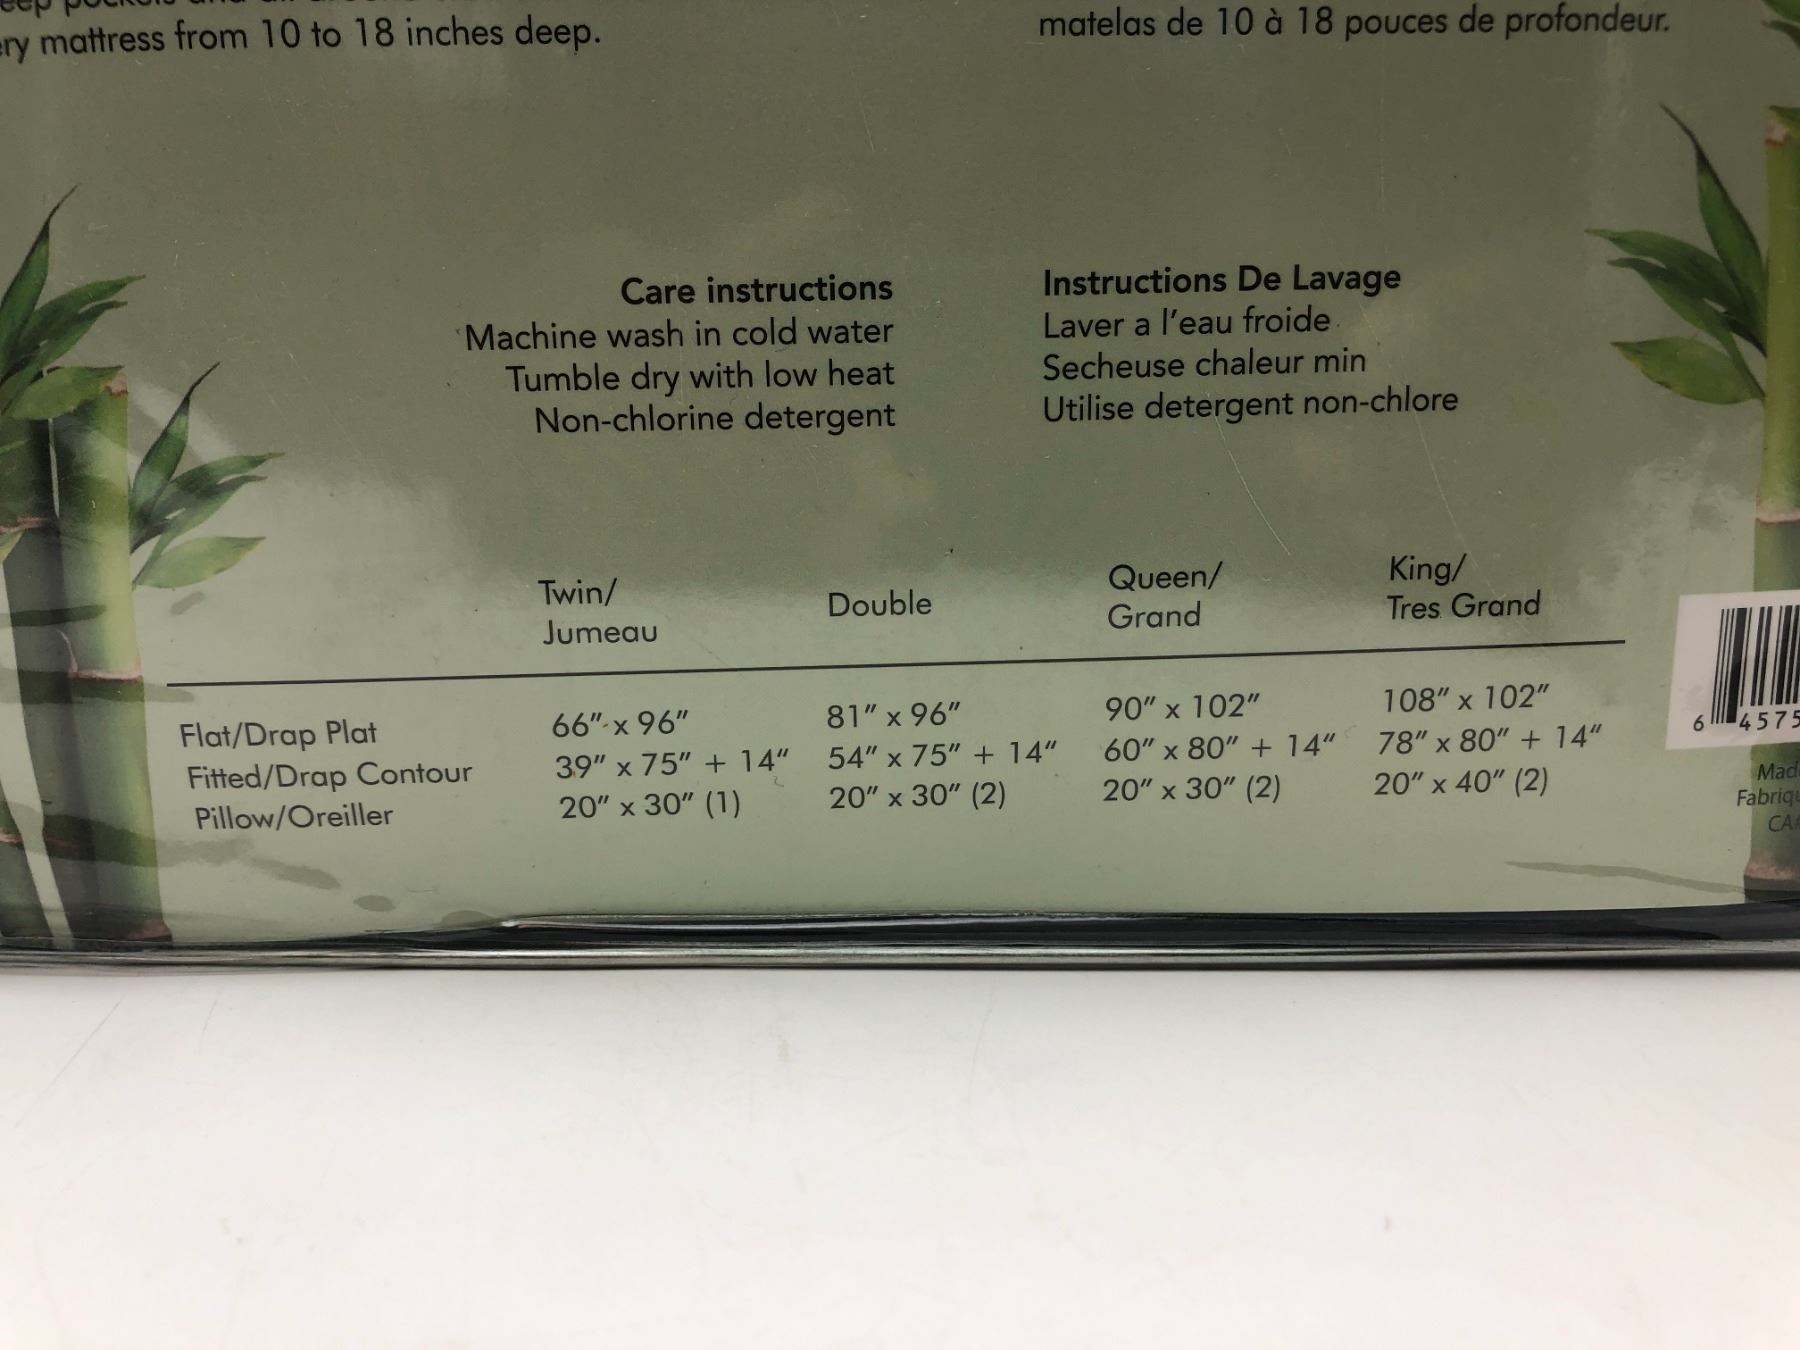 mattress from 10 to 18 inches deep.
matelas de 10 à 18 pouces de profondeur.
Care instructions
Machine wash in cold water
Tumble dry with low heat
Non-chlorine detergent
Instructions De Lavage
Laver a l'eau froide
Secheuse chaleur min
Utilise detergent non-chlore
Twin/ Jumeau
Double
Queen/ Grand
King/ Tres Grand
Flat/Drap Plat 66" x 96" 81" x 96" 90" x 102" 108" x 102"
Fitted/Drap Contour 39" x 75" + 14" 54" x 75" + 14" 60" x 80" + 14" 78" x 80" + 14"
Pillow/Oreiller 20" x 30" (1) 20" x 30" (2) 20" x 30" (2) 20" x 40" (2)
6 4575